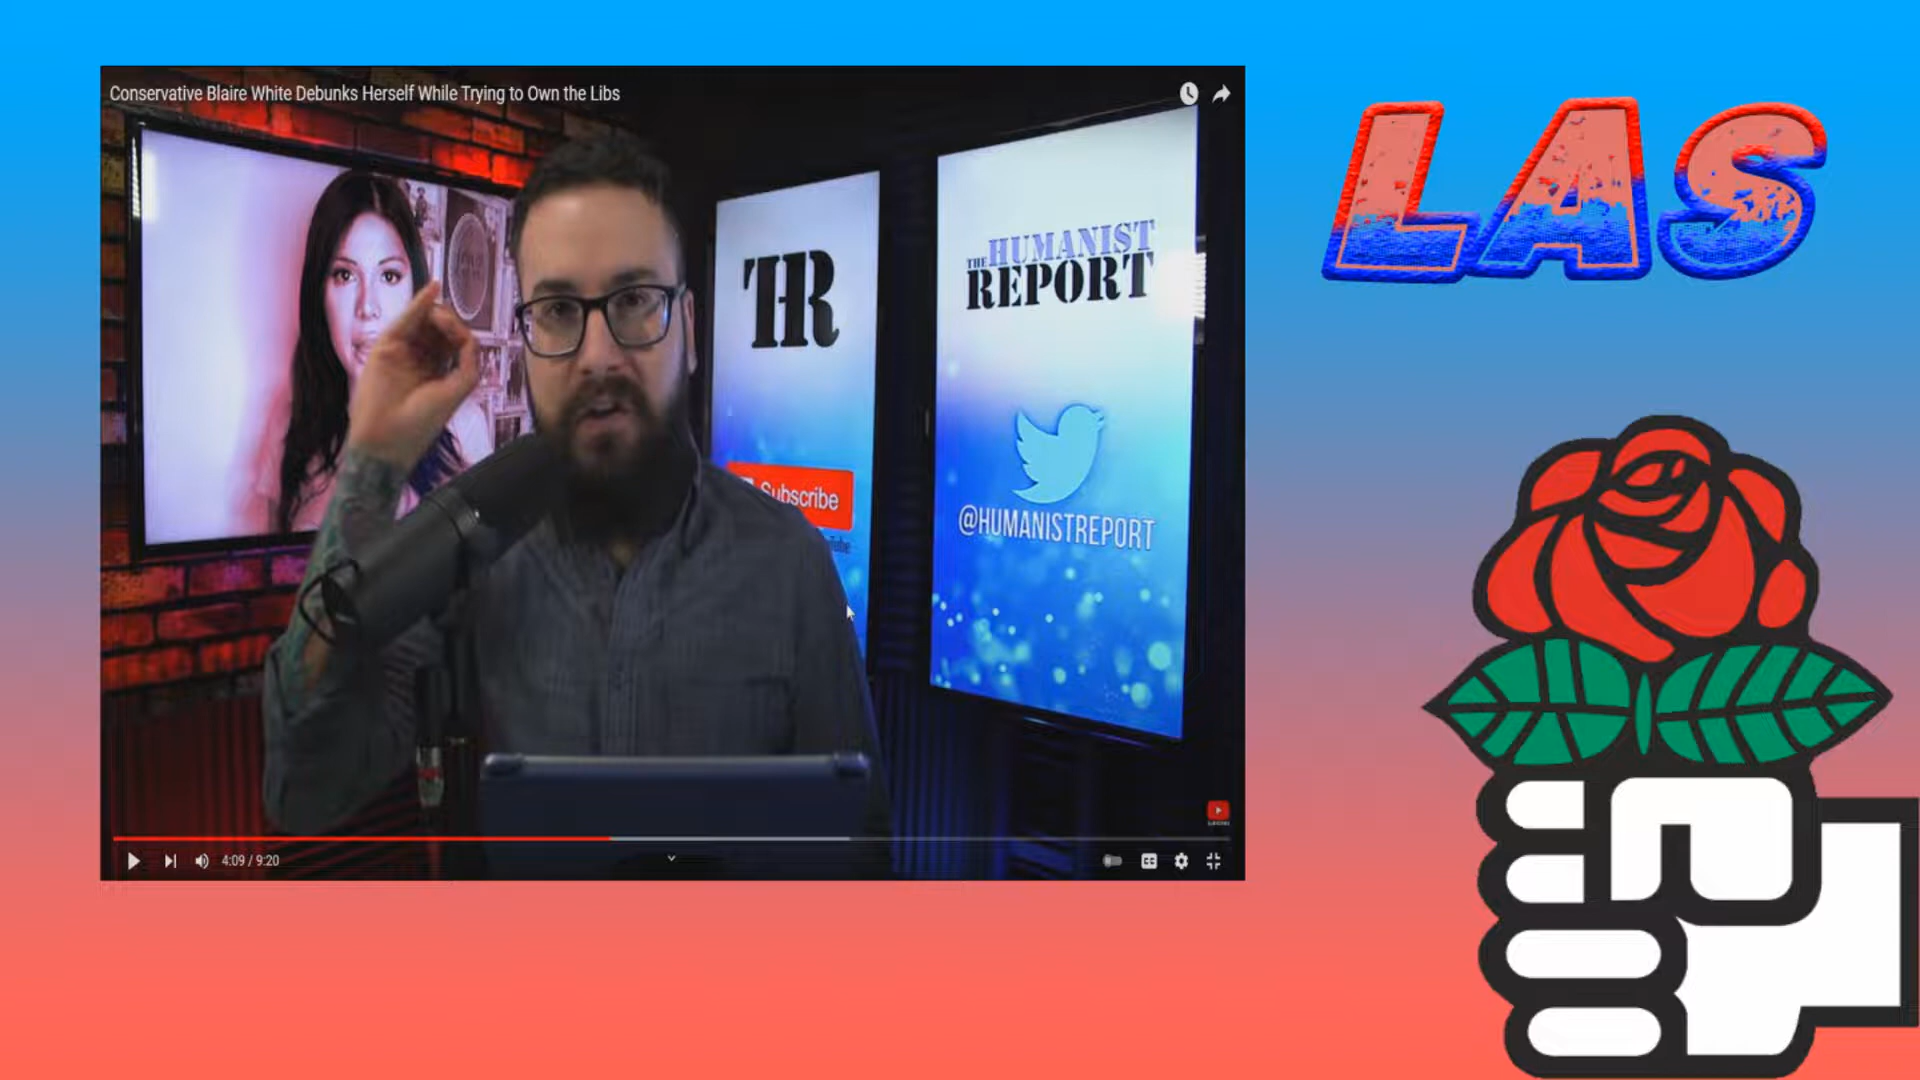 Conservative Blaire White Debunks Herself While Trying to Own the Libs
LAS
THR
THE HUMANIST
REPORT
Subscribe
@HUMANISTREPORT
4:09 / 9:20
CC